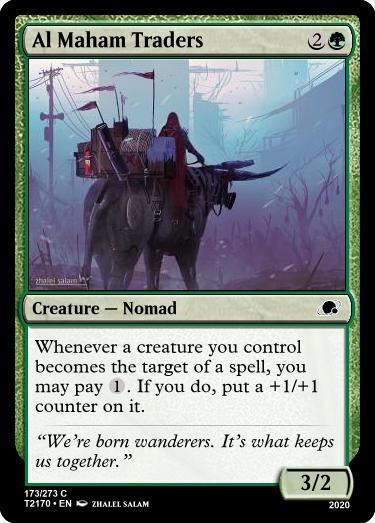 Al Maham Traders 2
zhalel salam
Creature — Nomad
Whenever a creature you control
becomes the target of a spell, you
may pay 1. If you do, put a +1/+1
counter on it.
“We’re born wanderers. It’s what keeps
us together.”
3/2
173/273 C
T2170 • EN ZHALEL SALAM
2020